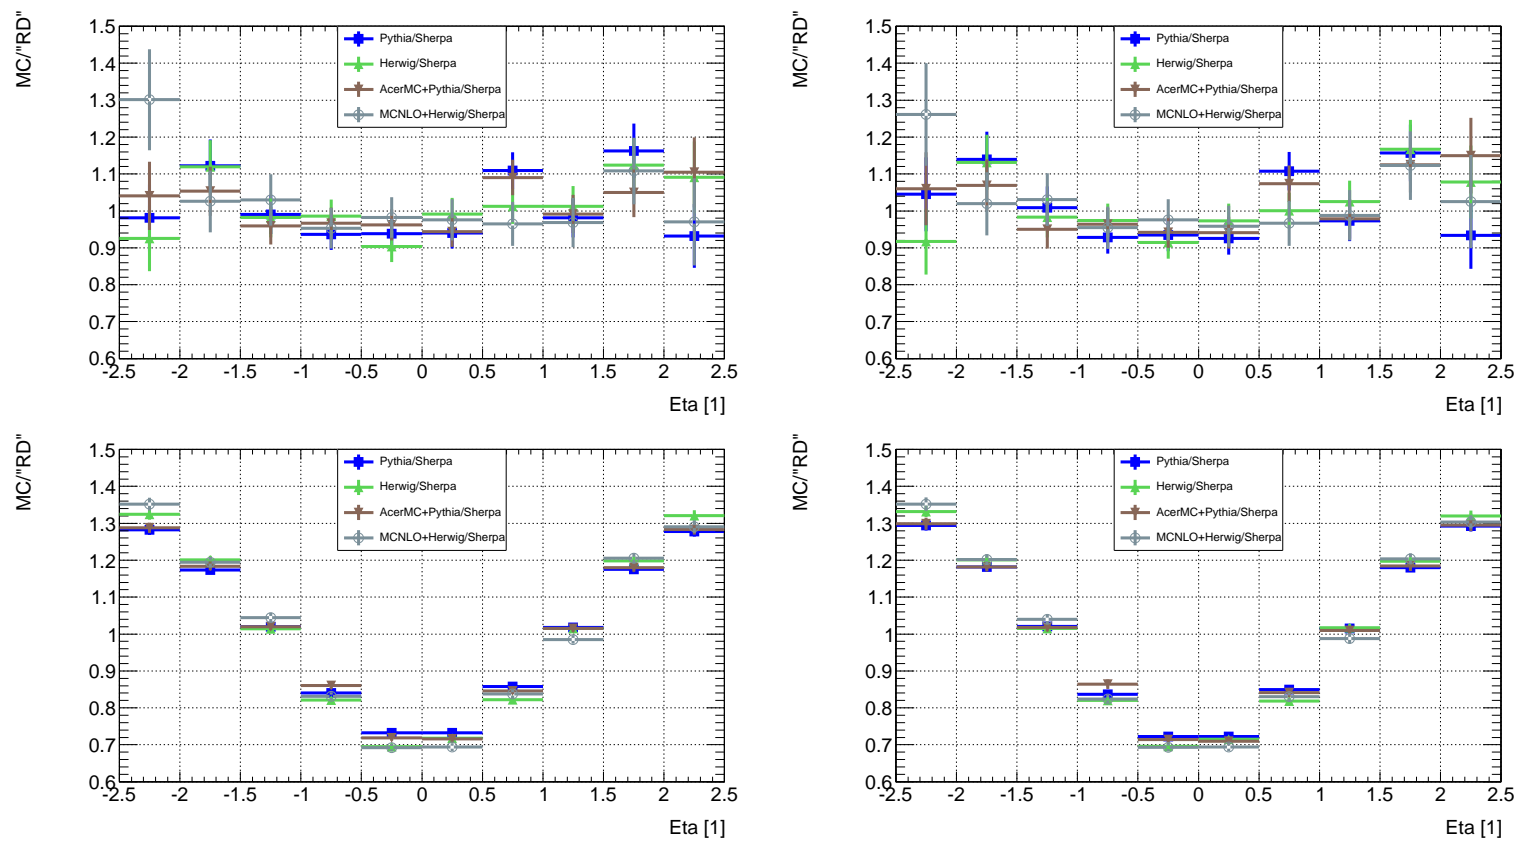 MC/"RD"
1.5
1.4
1.3
1.2
1.1
1
0.9
0.8
0.7
0.6
Pythia/Sherpa
Herwig/Sherpa
AcerMC+Pythia/Sherpa
MCNLO+Herwig/Sherpa
-2.5 -2 -1.5 -1 -0.5 0 0.5 1 1.5 2 2.5
Eta [1]
MC/"RD"
1.5
1.4
1.3
1.2
1.1
1
0.9
0.8
0.7
0.6
Pythia/Sherpa
Herwig/Sherpa
AcerMC+Pythia/Sherpa
MCNLO+Herwig/Sherpa
-2.5 -2 -1.5 -1 -0.5 0 0.5 1 1.5 2 2.5
Eta [1]
MC/"RD"
1.5
1.4
1.3
1.2
1.1
1
0.9
0.8
0.7
0.6
Pythia/Sherpa
Herwig/Sherpa
AcerMC+Pythia/Sherpa
MCNLO+Herwig/Sherpa
-2.5 -2 -1.5 -1 -0.5 0 0.5 1 1.5 2 2.5
Eta [1]
MC/"RD"
1.5
1.4
1.3
1.2
1.1
1
0.9
0.8
0.7
0.6
Pythia/Sherpa
Herwig/Sherpa
AcerMC+Pythia/Sherpa
MCNLO+Herwig/Sherpa
-2.5 -2 -1.5 -1 -0.5 0 0.5 1 1.5 2 2.5
Eta [1]